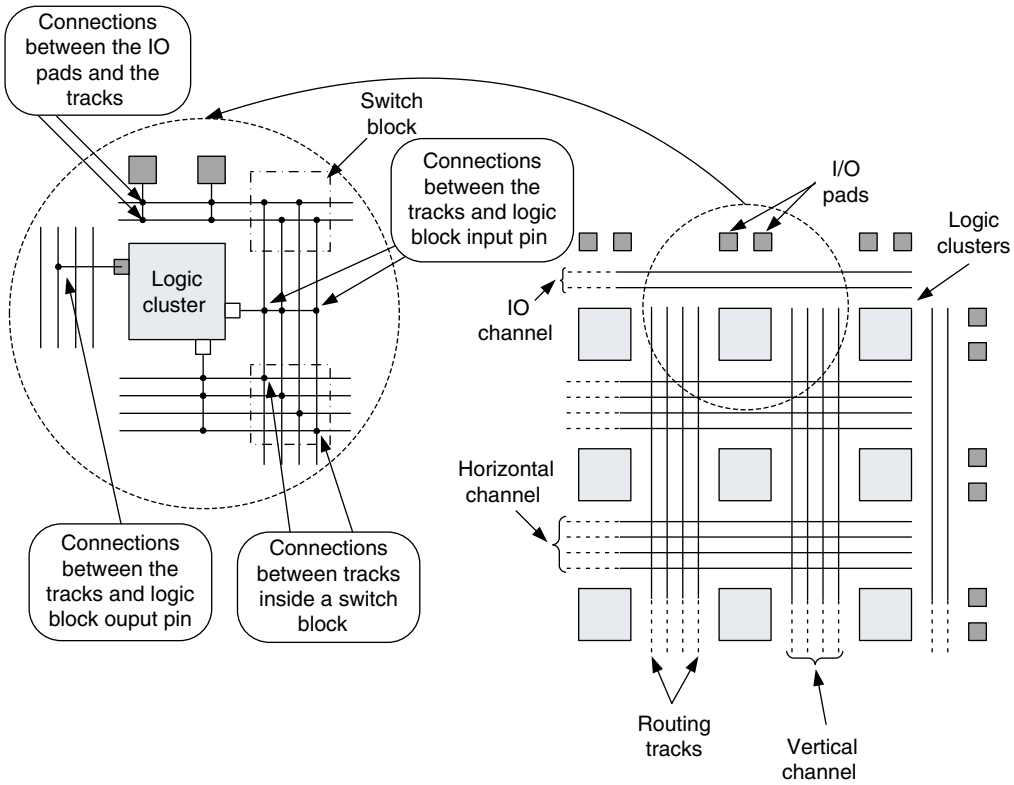 Connections
between the IO
pads and the
tracks
Switch
block
Connections
between the
tracks and logic
block input pin
Logic
cluster
Connections
between the
tracks and logic
block ouput pin
Connections
between tracks
inside a switch
block
I/O
pads
Logic
clusters
IO
channel
Horizontal
channel
Routing
tracks
Vertical
channel